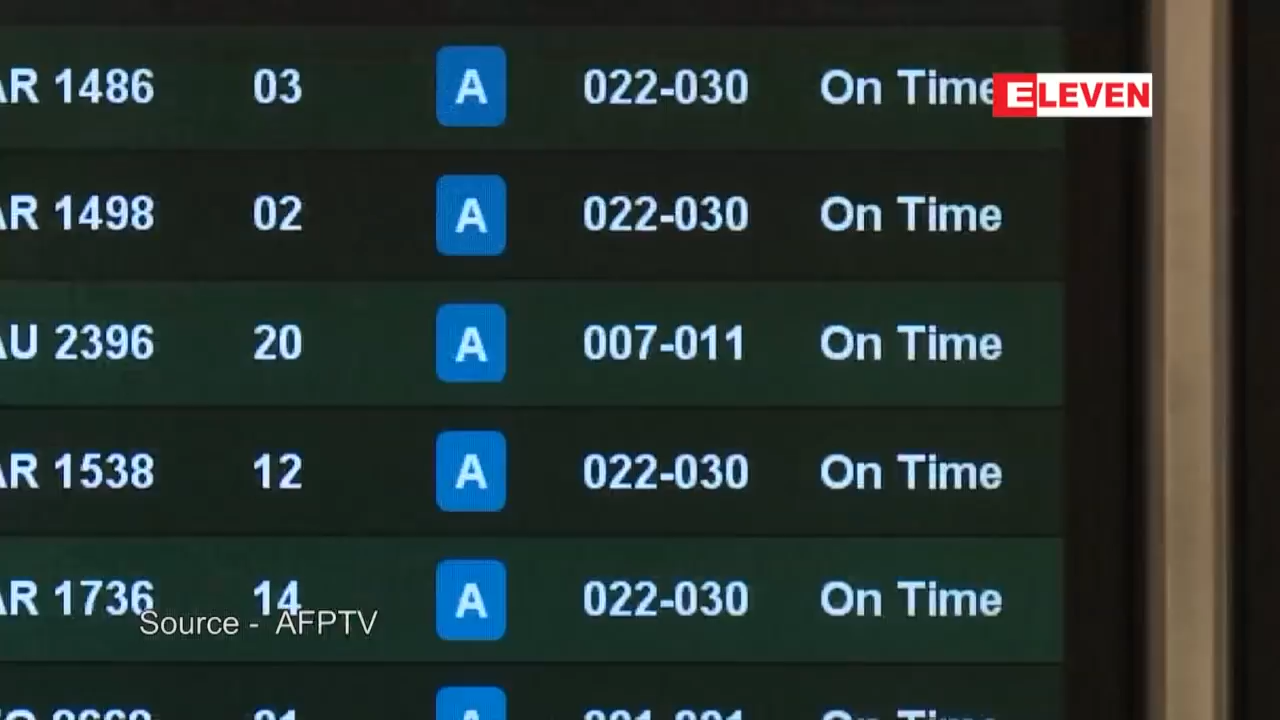 AR 1486 03 A 022-030 On Time
ELEVEN
AR 1498 02 A 022-030 On Time
AU 2396 20 A 007-011 On Time
AR 1538 12 A 022-030 On Time
AR 1736 14 A 022-030 On Time
Source - AFPTV
A On Time